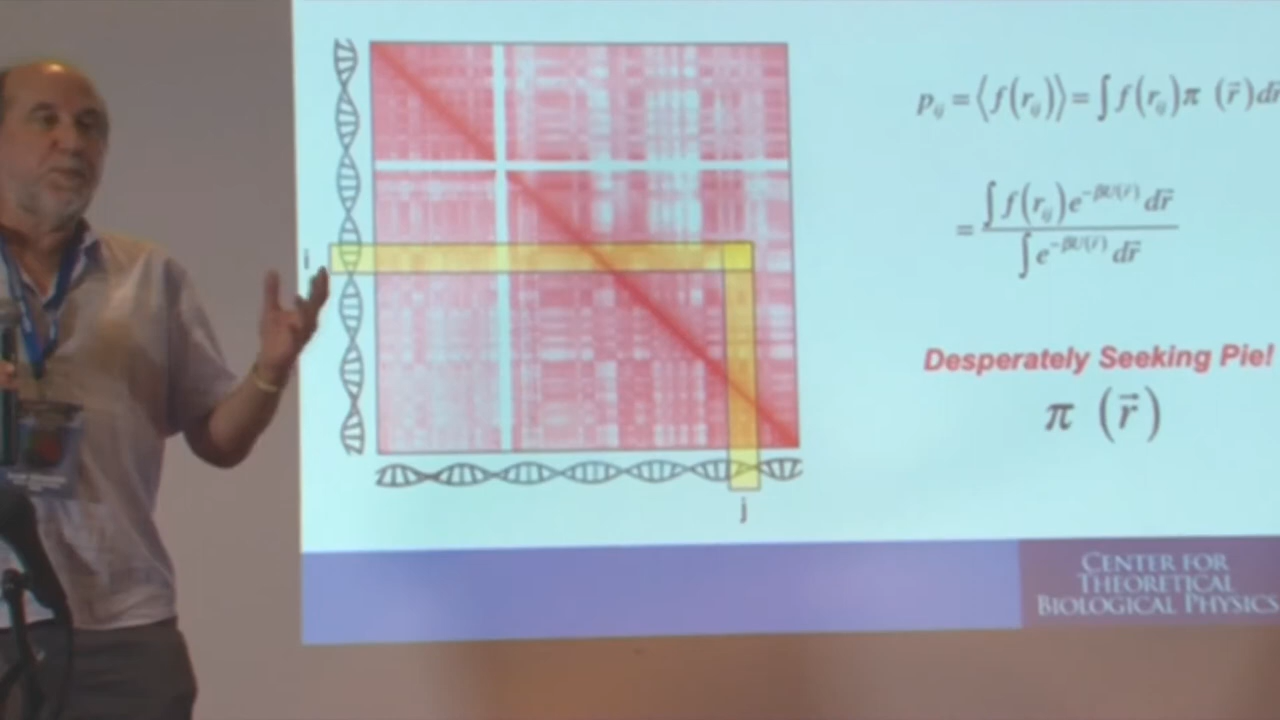 p_ij = ⟨f(r_ij)⟩ = ∫ f(r_ij) π (r⃗) dr⃗
= ∫ f(r_ij) e^{-βU(r⃗)} dr⃗ / ∫ e^{-βU(r⃗)} dr⃗
i
Desperately Seeking Pie!
π (r⃗)
j
CENTER FOR
THEORETICAL
BIOLOGICAL PHYSICS